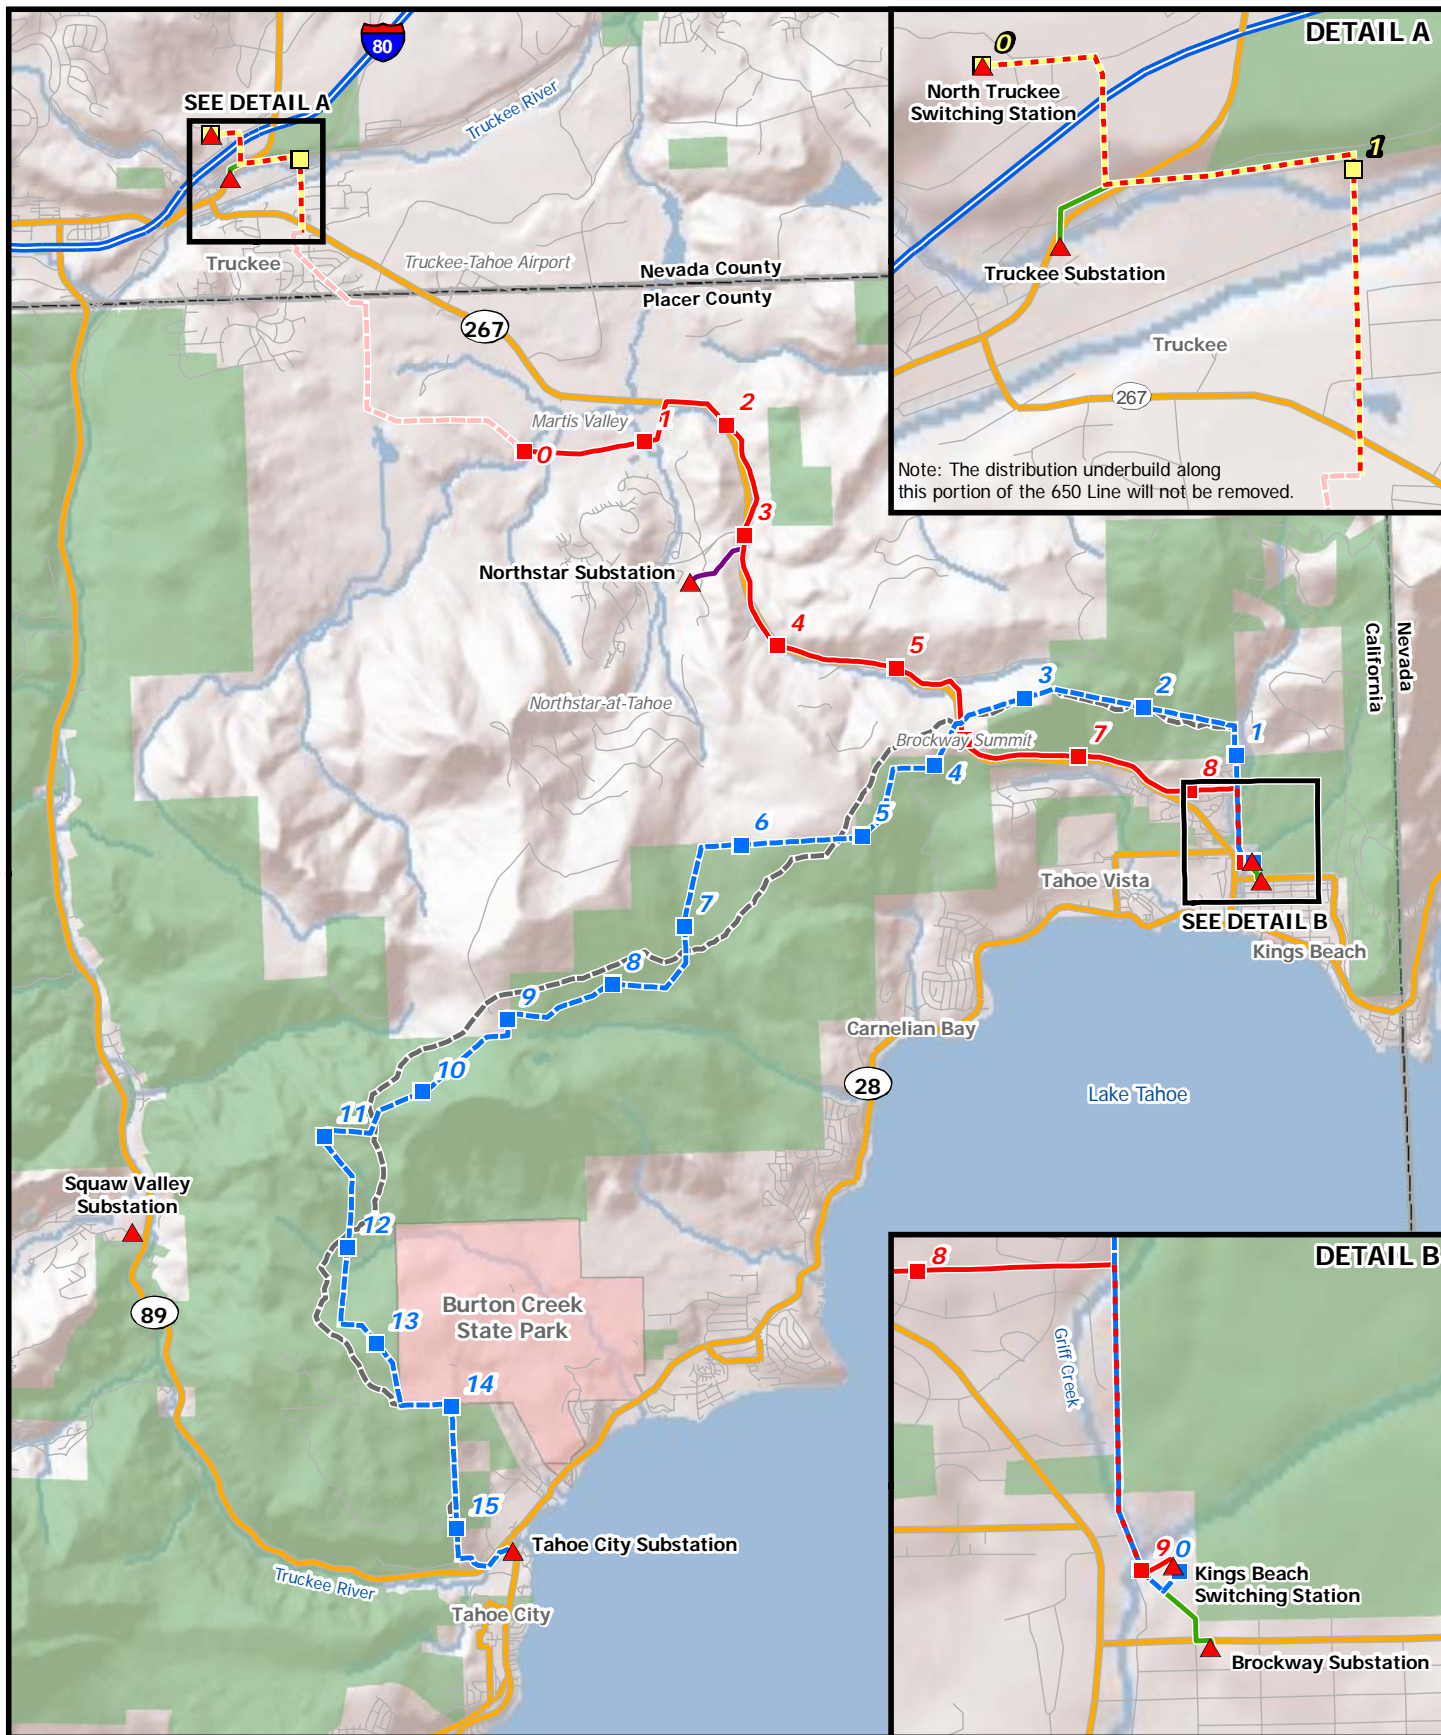 80
SEE DETAIL A
Truckee River
DETAIL A
0
North Truckee
Switching Station
1
Truckee Substation
Truckee
267
Note: The distribution underbuild along
this portion of the 650 Line will not be removed.
Truckee
Truckee-Tahoe Airport
Nevada County
Placer County
267
Martis Valley
0
1
2
3
Northstar Substation
4
5
Northstar-at-Tahoe
Brockway Summit
7
8
3
2
1
4
5
6
7
8
9
10
11
12
13
14
15
California
Nevada
Tahoe Vista
SEE DETAIL B
Kings Beach
Carnelian Bay
28
Lake Tahoe
Squaw Valley
Substation
89
Burton Creek
State Park
Tahoe City Substation
Truckee River
Tahoe City
DETAIL B
8
Griff Creek
9
0
Kings Beach
Switching Station
Brockway Substation